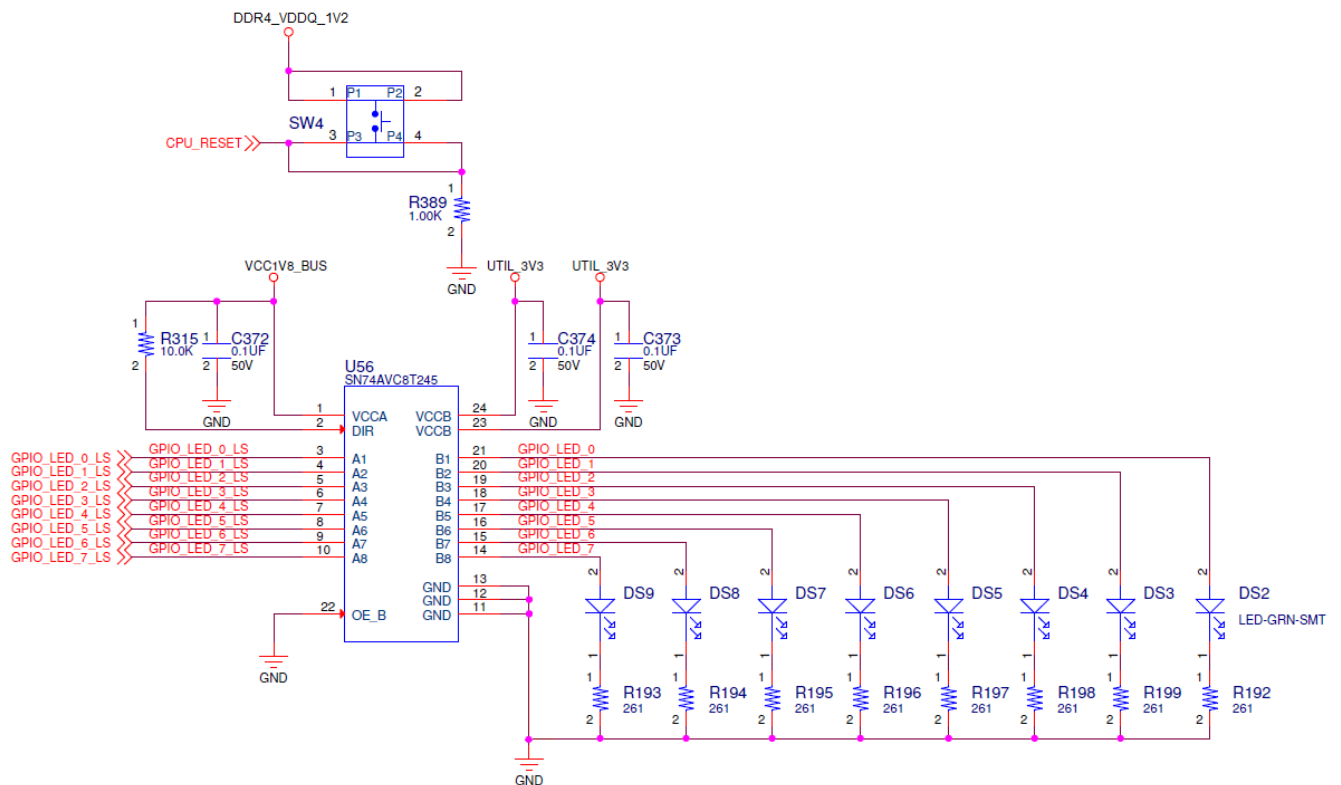 DDR4_VDDQ_1V2
1 P1 P2 2
SW4
CPU_RESET 3 P3 P4 4
1
R389
1.00K
2
GND
VCC1V8_BUS UTIL_3V3 UTIL_3V3
1 R315 10.0K 2
1 C372 0.1UF 50V 2
GND
1 C374 0.1UF 50V 2
GND
1 C373 0.1UF 50V 2
GND
U56
SN74AVC8T245
1 VCCA VCCB 24
2 DIR VCCB 23
GPIO_LED_0_LS GPIO_LED_0_LS 3 A1 B1 21 GPIO_LED_0
GPIO_LED_1_LS GPIO_LED_1_LS 4 A2 B2 20 GPIO_LED_1
GPIO_LED_2_LS GPIO_LED_2_LS 5 A3 B3 19 GPIO_LED_2
GPIO_LED_3_LS GPIO_LED_3_LS 6 A4 B4 18 GPIO_LED_3
GPIO_LED_4_LS GPIO_LED_4_LS 7 A5 B5 17 GPIO_LED_4
GPIO_LED_5_LS GPIO_LED_5_LS 8 A6 B6 16 GPIO_LED_5
GPIO_LED_6_LS GPIO_LED_6_LS 9 A7 B7 15 GPIO_LED_6
GPIO_LED_7_LS GPIO_LED_7_LS 10 A8 B8 14 GPIO_LED_7
GND 13
GND 12
22 OE_B GND 11
GND
2 2 2 2 2 2 2 2
DS9 DS8 DS7 DS6 DS5 DS4 DS3 DS2
LED-GRN-SMT
1 1 1 1 1 1 1 1
1 1 1 1 1 1 1 1
R193 R194 R195 R196 R197 R198 R199 R192
261 261 261 261 261 261 261 261
2 2 2 2 2 2 2 2
GND